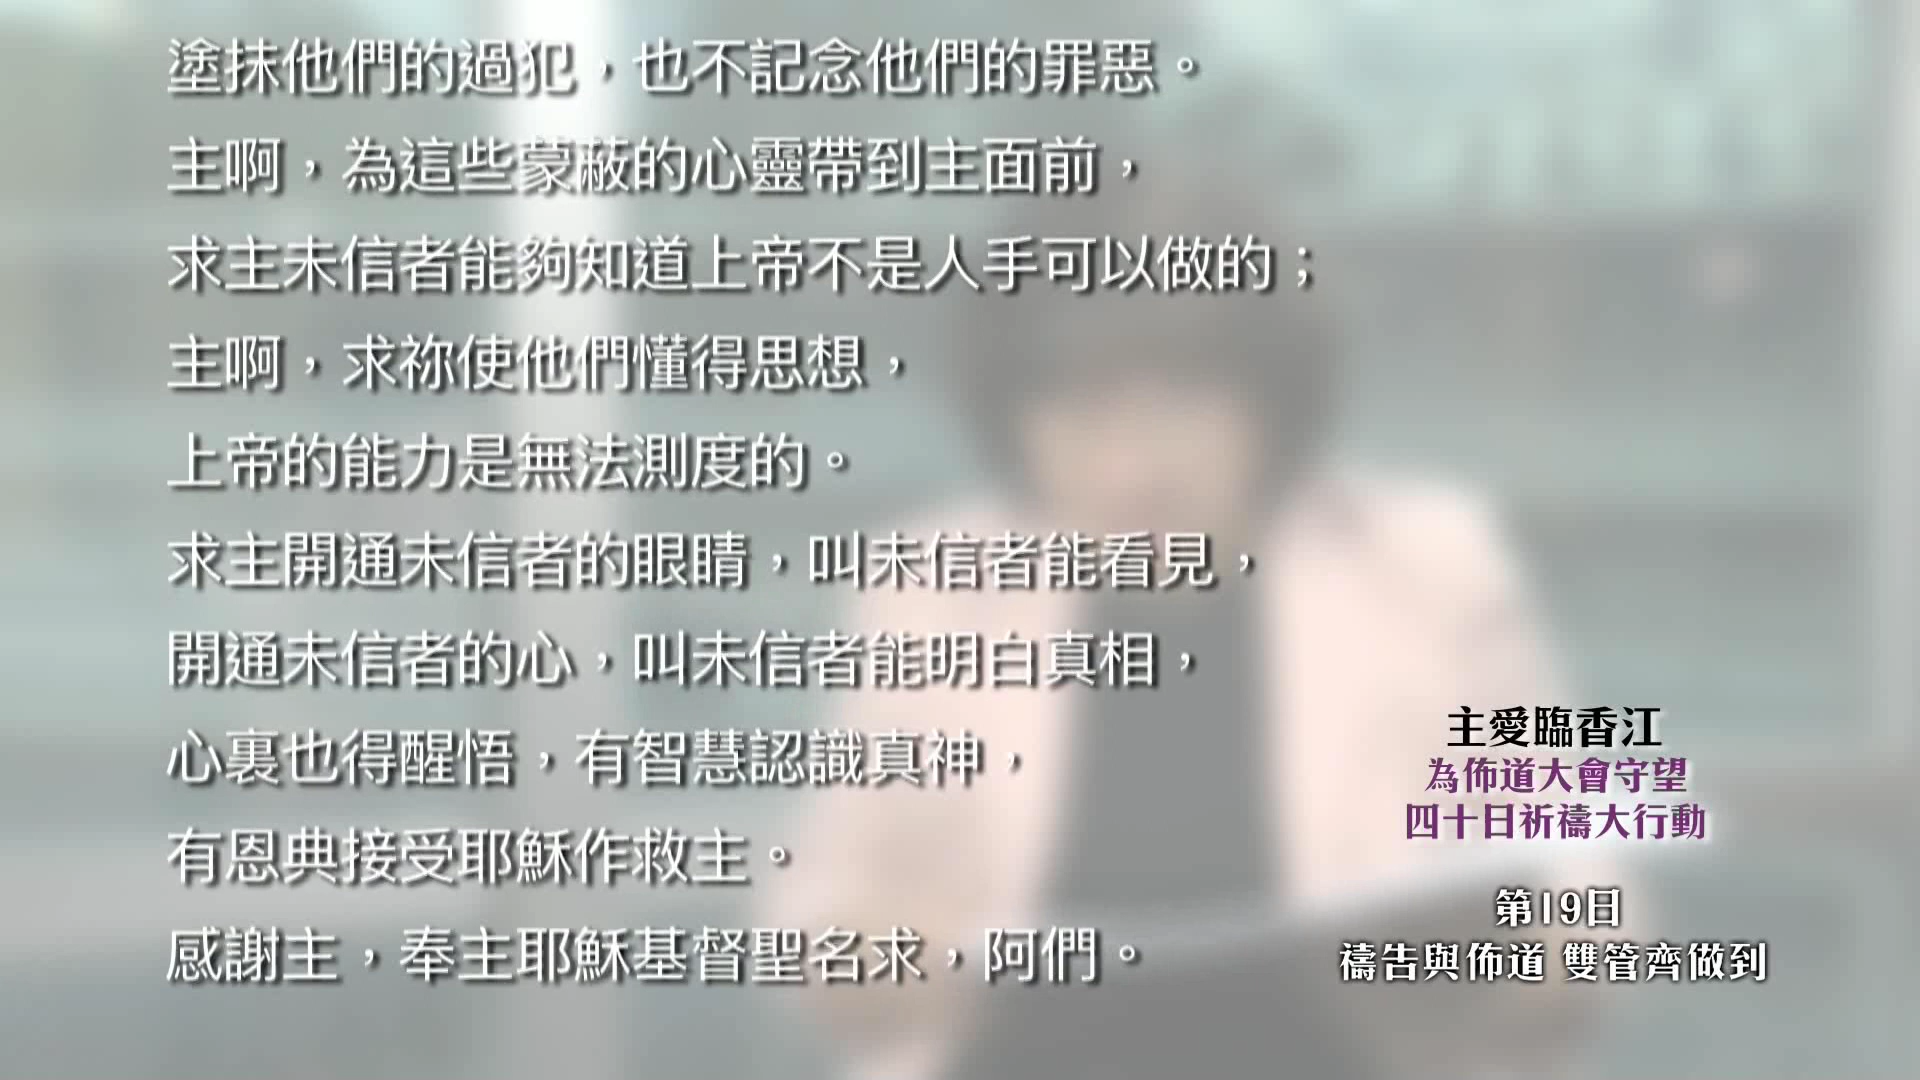 塗抹他們的過犯，也不記念他們的罪惡。
主啊，為這些蒙蔽的心靈帶到主面前，
求主未信者能夠知道上帝不是人手可以做的；
主啊，求祢使他們懂得思想，
上帝的能力是無法測度的。
求主開通未信者的眼睛，叫未信者能看見，
開通未信者的心，叫未信者能明白真相，
心裏也得醒悟，有智慧認識真神，
有恩典接受耶穌作救主。
感謝主，奉主耶穌基督聖名求，阿們。
主愛臨香江
為佈道大會守望
四十日祈禱大行動
第19日
禱告與佈道 雙管齊做到